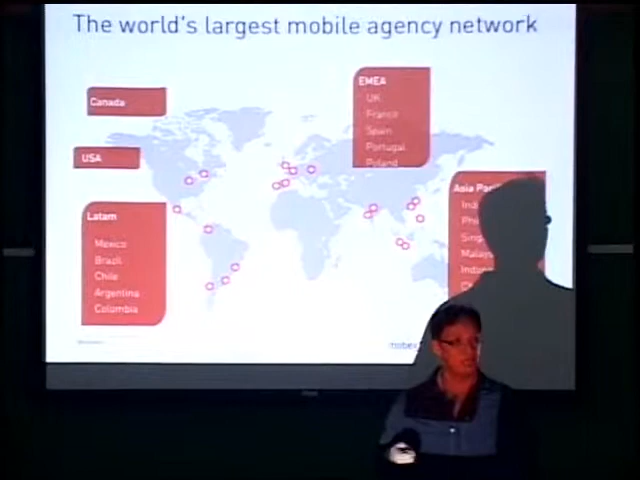 The world's largest mobile agency network
Canada
USA
Latam
Mexico
Brazil
Chile
Argentina
Colombia
EMEA
UK
France
Spain
Portugal
Poland
Asia